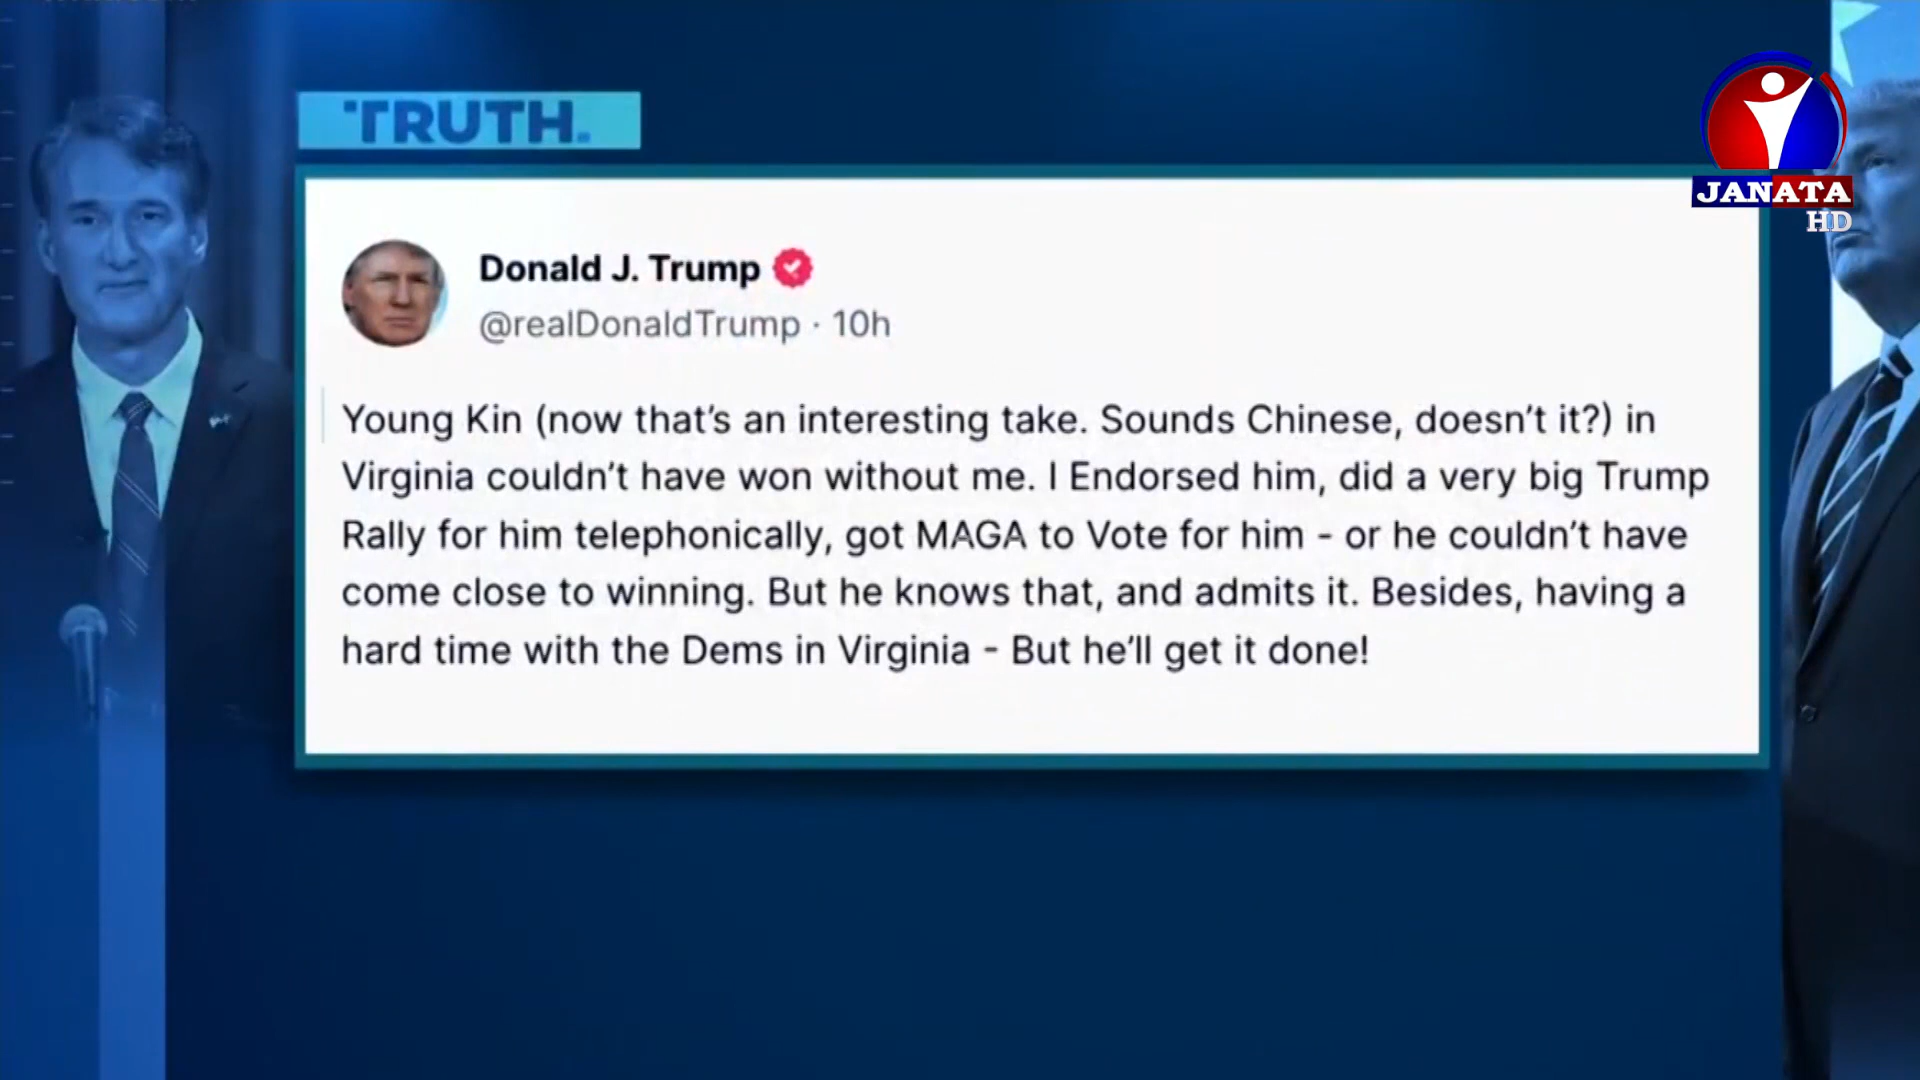 TRUTH.
JANATA
HD
Donald J. Trump
@realDonaldTrump · 10h
Young Kin (now that's an interesting take. Sounds Chinese, doesn't it?) in
Virginia couldn't have won without me. I Endorsed him, did a very big Trump
Rally for him telephonically, got MAGA to Vote for him - or he couldn't have
come close to winning. But he knows that, and admits it. Besides, having a
hard time with the Dems in Virginia - But he'll get it done!